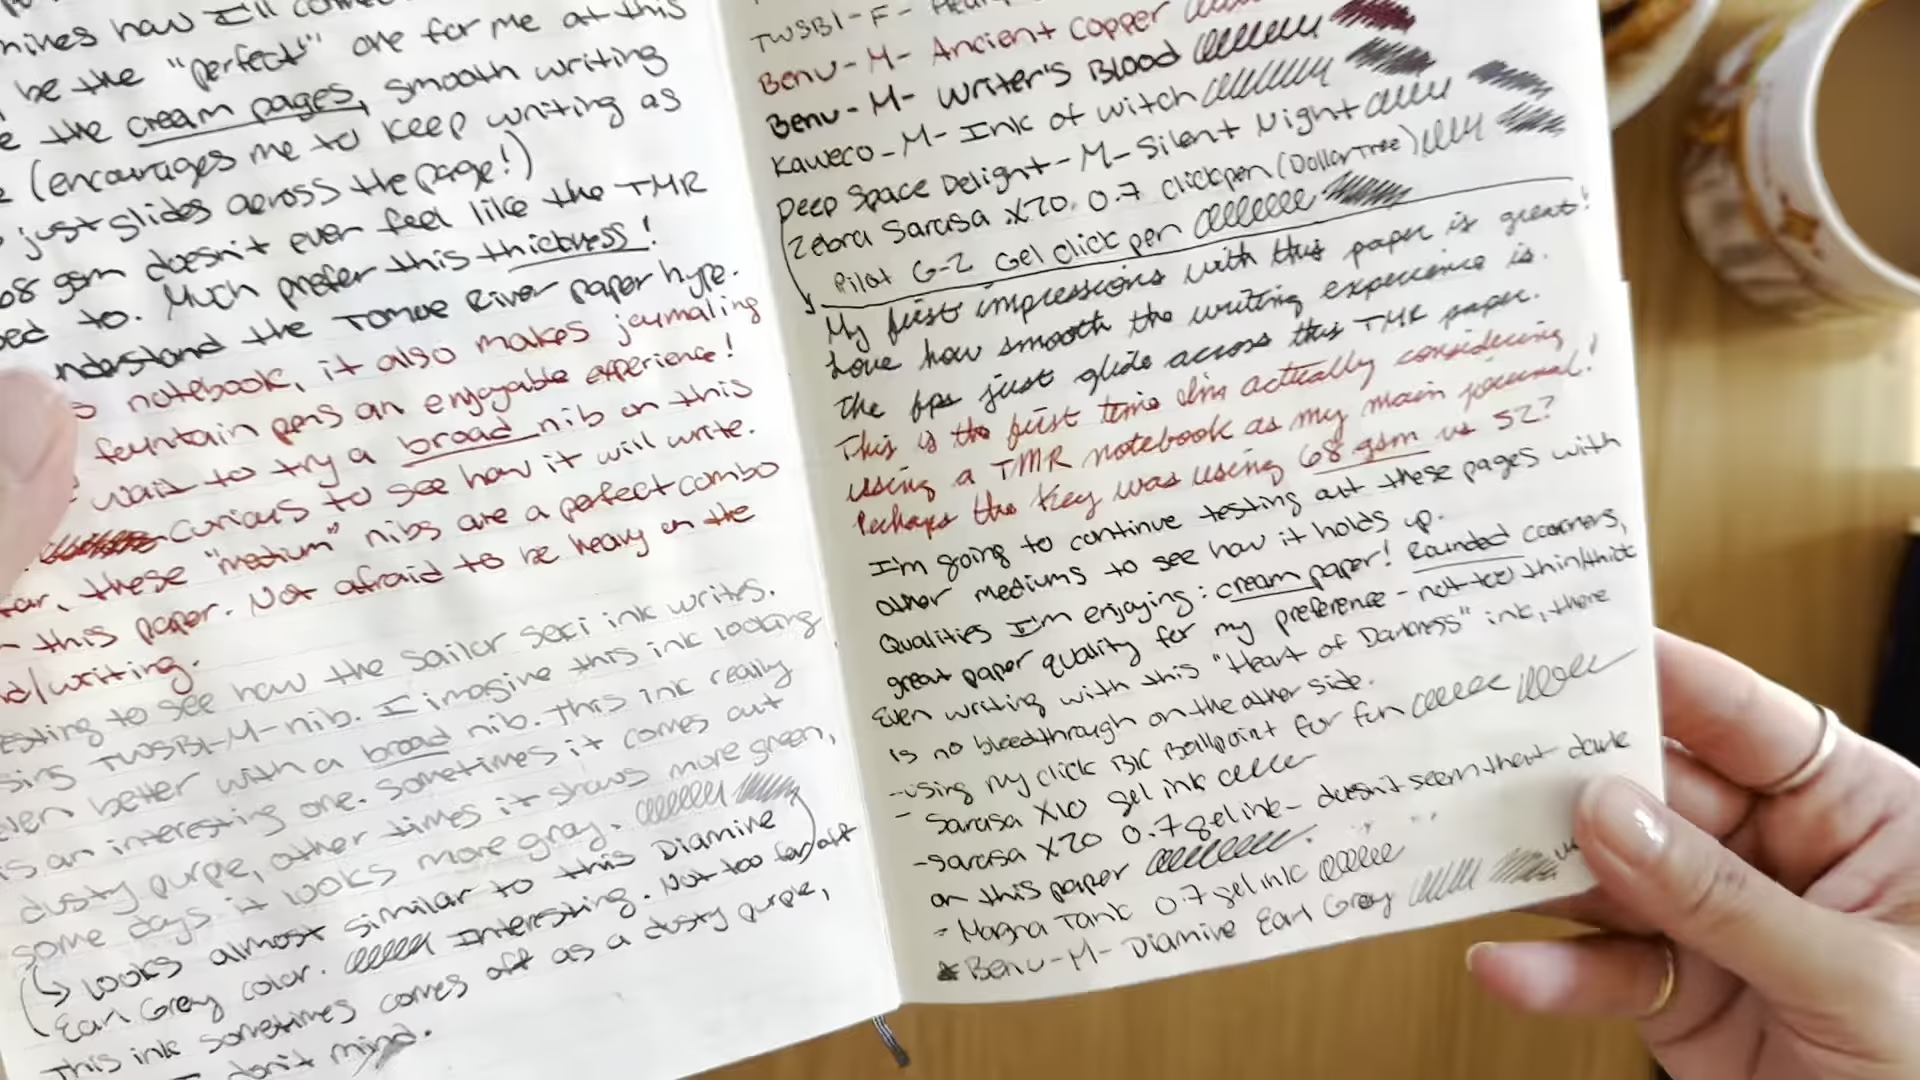 how I'll
be the "perfect" one for me at this
the cream pages, smooth writing
(encourages me to keep writing as
just glides across the page!)
68 gsm doesn't ever feel like the TMR
to. Much prefer this thickness!
understand the Tomoe River paper hype.
notebook, it also makes journaling
fountain pens an enjoyable experience!
wait to try a broad nib on this
curious to see how it will write.
far, these "medium" nibs are a perfect combo
this paper. Not afraid to be heavy on the
writing.
to see how the Sailor Seki ink writes.
TWSBI-M-nib. I imagine this ink looking
even better with a broad nib. This ink really
is an interesting one. Sometimes it comes out
dusty purpe, other times it shows more green,
some days it looks more gray.
Looks almost similar to this Diamine
Earl Grey color. Interesting. Not too far off
This ink sometimes comes off as a dusty purpe,
don't mind.
TWSBI-F-
Benu-M- Ancient Copper
Benu-M- Writer's Blood
Kaweco-M- Ink of Witch
Deep Space Delight-M-Silent Night
Zebra Sarasa X20. 0.7 clickpen (DollarTree)
Pilot G-2 Gel click pen
My first impressions with this paper is great!
Love how smooth the writing experience is.
The fps just glide across this TMR paper.
This is the first time I'm actually considering
using a TMR notebook as my main journal!
Perhaps the key was using 68 gsm vs 52?
I'm going to continue testing out these pages with
other mediums to see how it holds up.
Qualities I'm enjoying: cream paper! Rounded corners,
great paper quality for my preference - not too thin/thick
Even writing with this "Heart of Darkness" ink, there
is no bleedthrough on the other side.
-using my click BIC Ballpoint for fun
- Sarasa X10 gel ink
-Sarasa X20 0.7 gel ink - doesn't seem that dark
on this paper
- Magna Tank 0.7 gel ink
Benu-M- Diamine Earl Grey